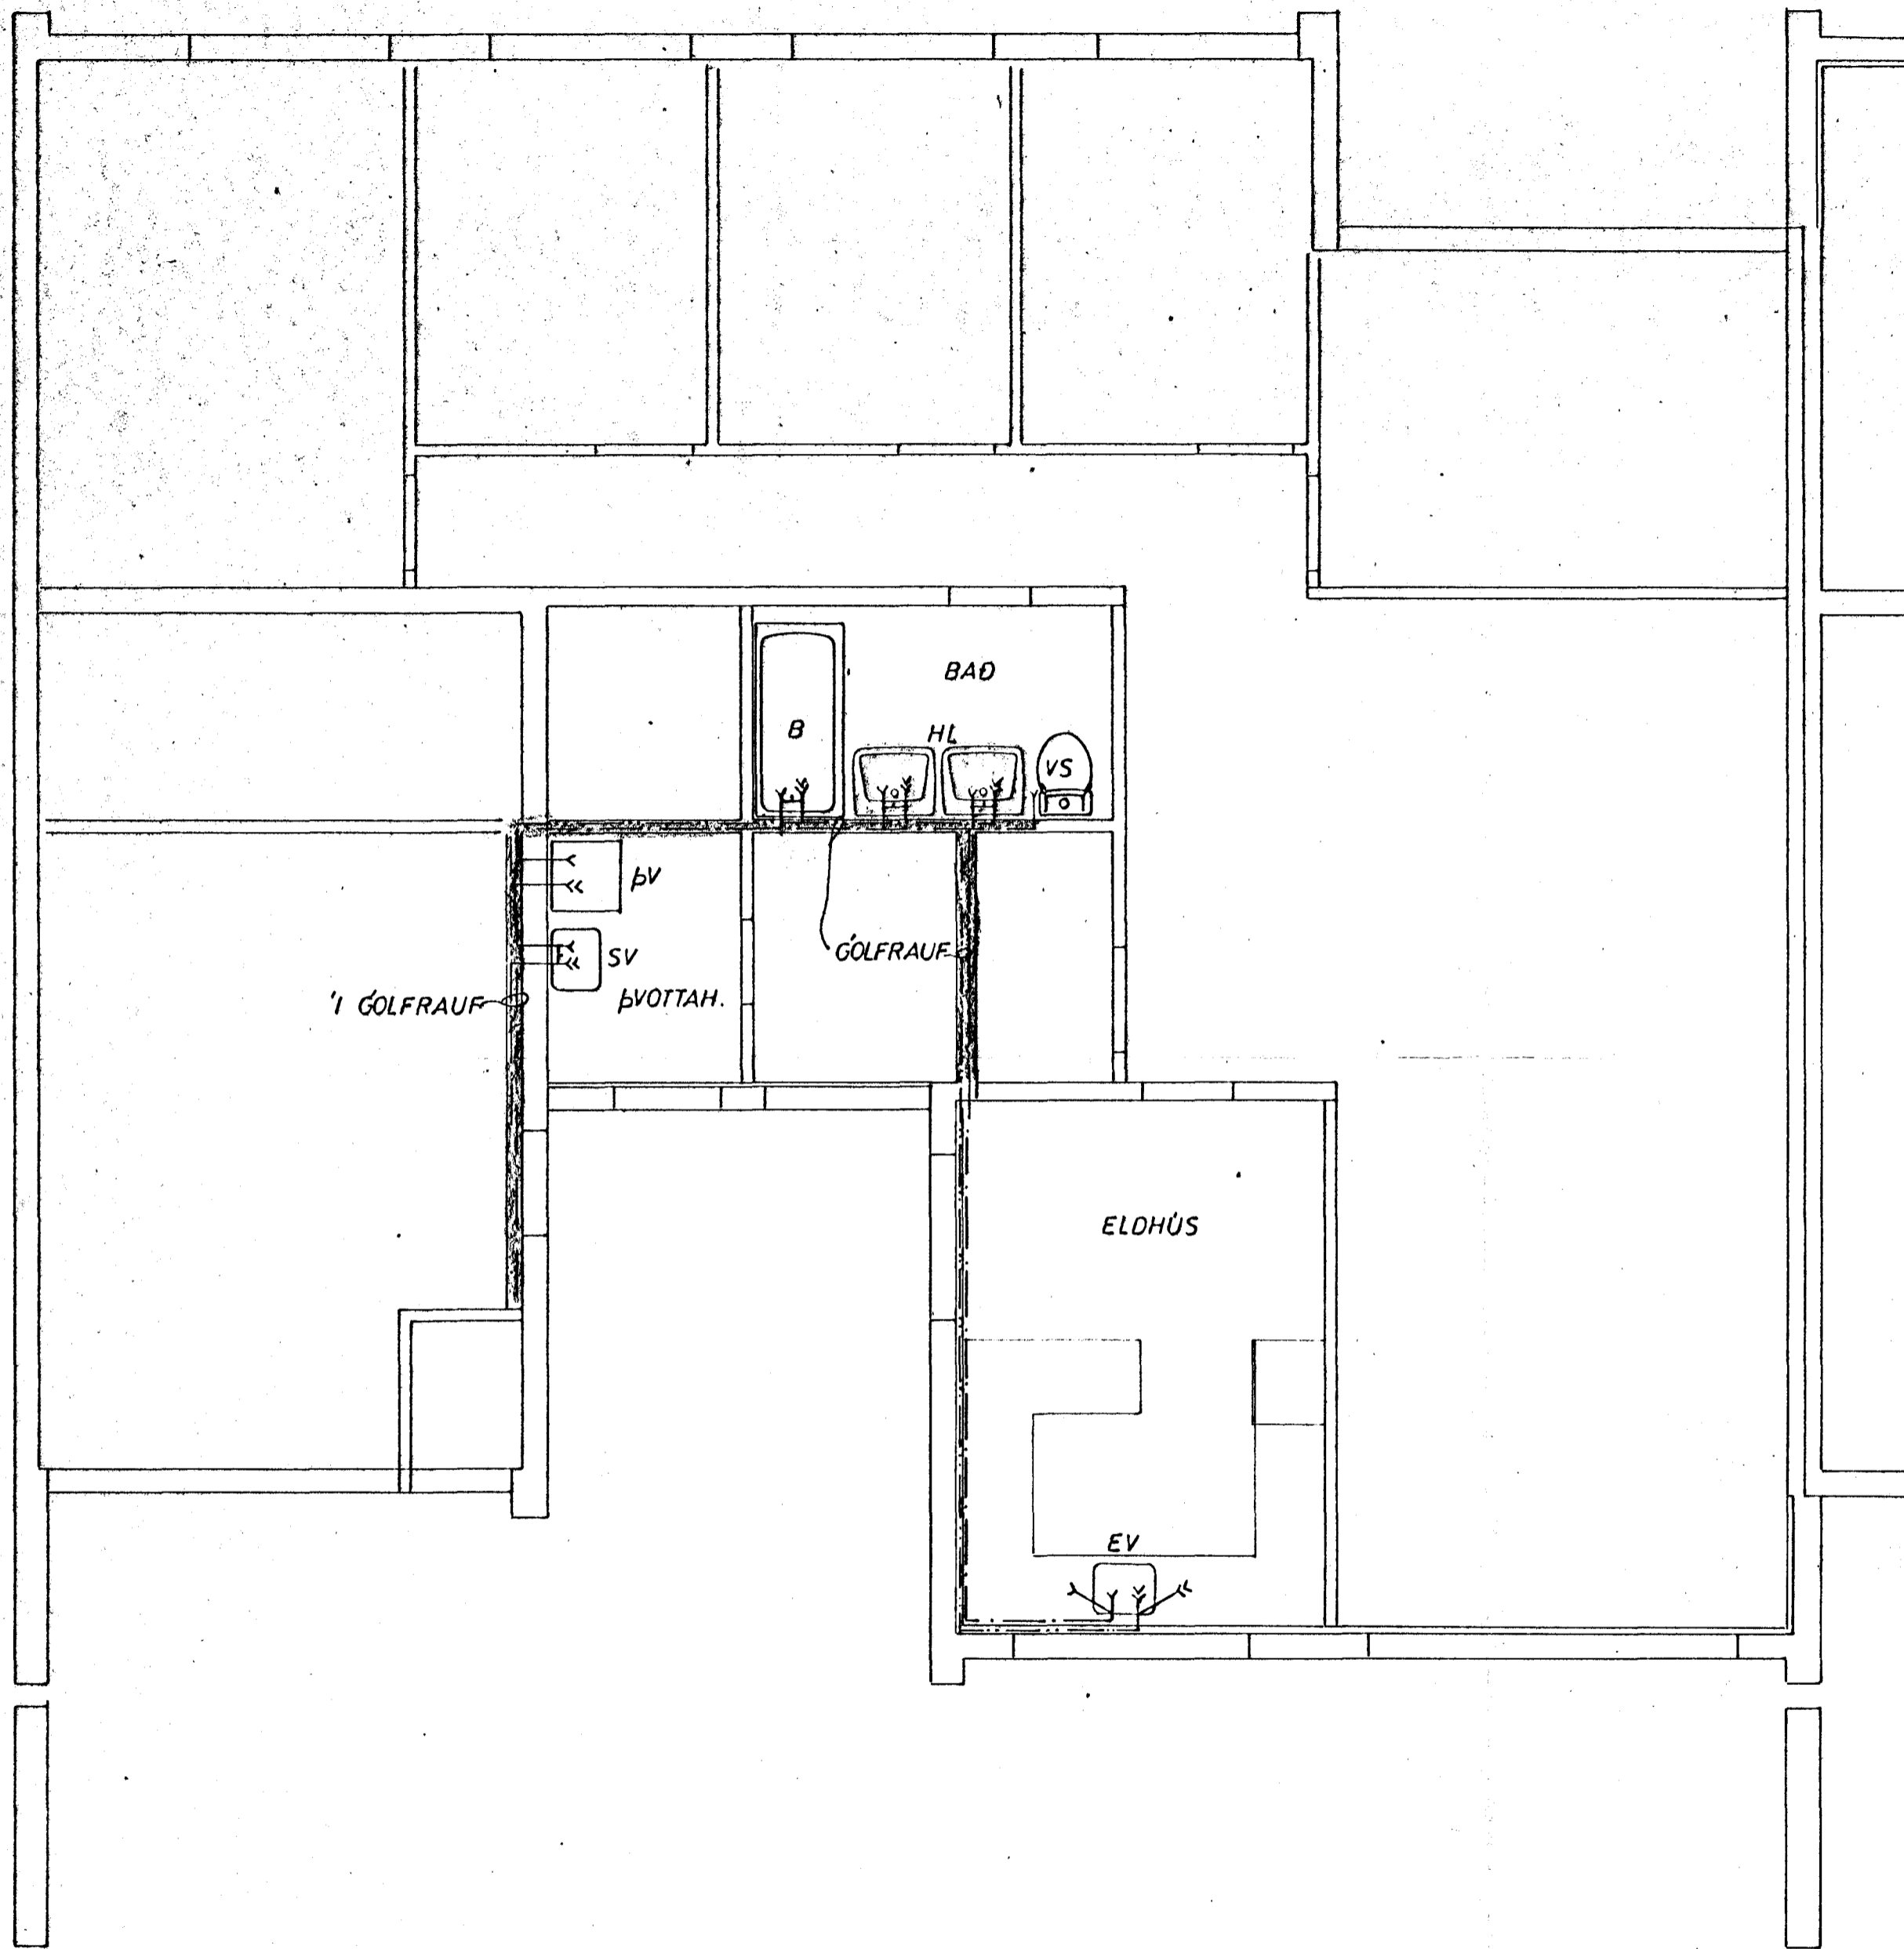 BAÐ
HL
B
VS
ÞV
SV
GÓLFRAUF
Í GÓLFRAUF
ÞVOTTAH.
ELDHÚS
EV